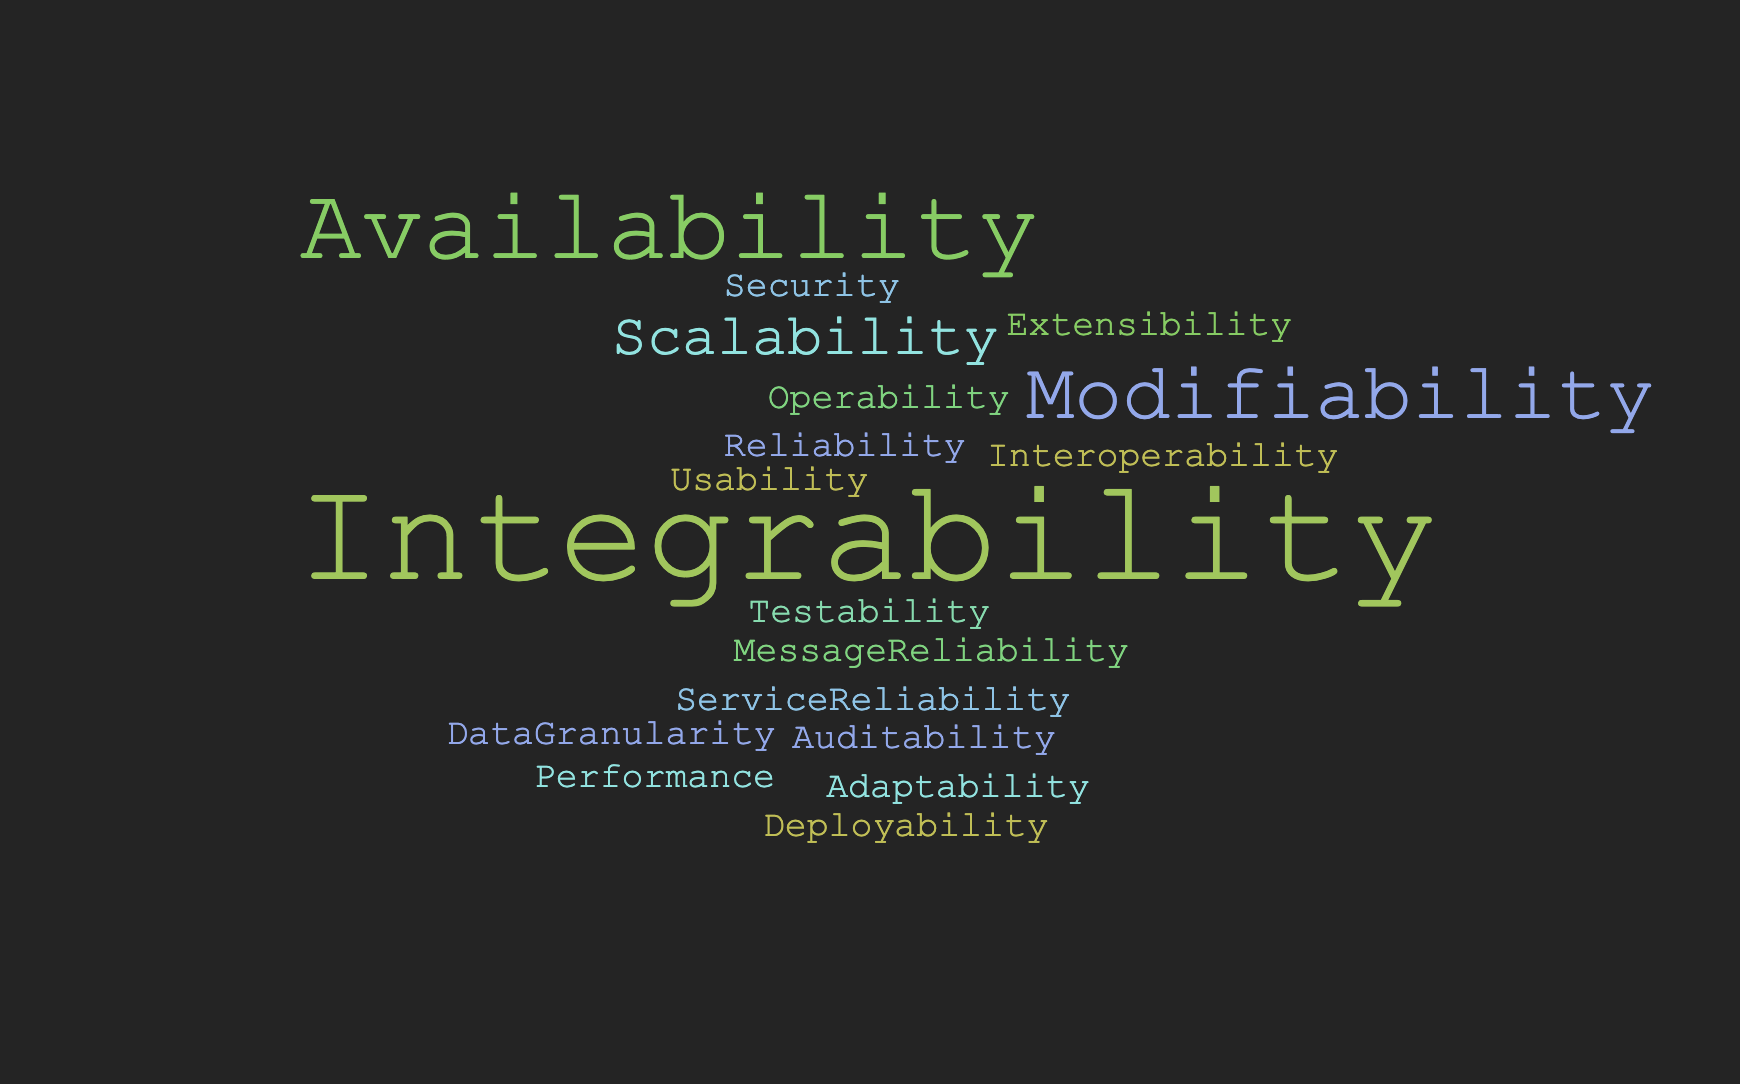 Availability
Security
Scalability
Extensibility
Operability
Modifiability
Reliability
Interoperability
Usability
Integrability
Testability
MessageReliability
ServiceReliability
DataGranularity
Auditability
Performance
Adaptability
Deployability